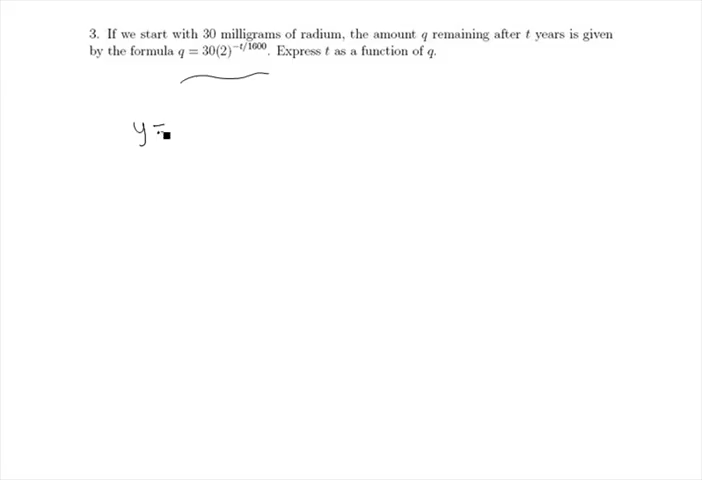 3. If we start with 30 milligrams of radium, the amount q remaining after t years is given
by the formula q = 30(2)^{-t/1600}. Express t as a function of q.
y =